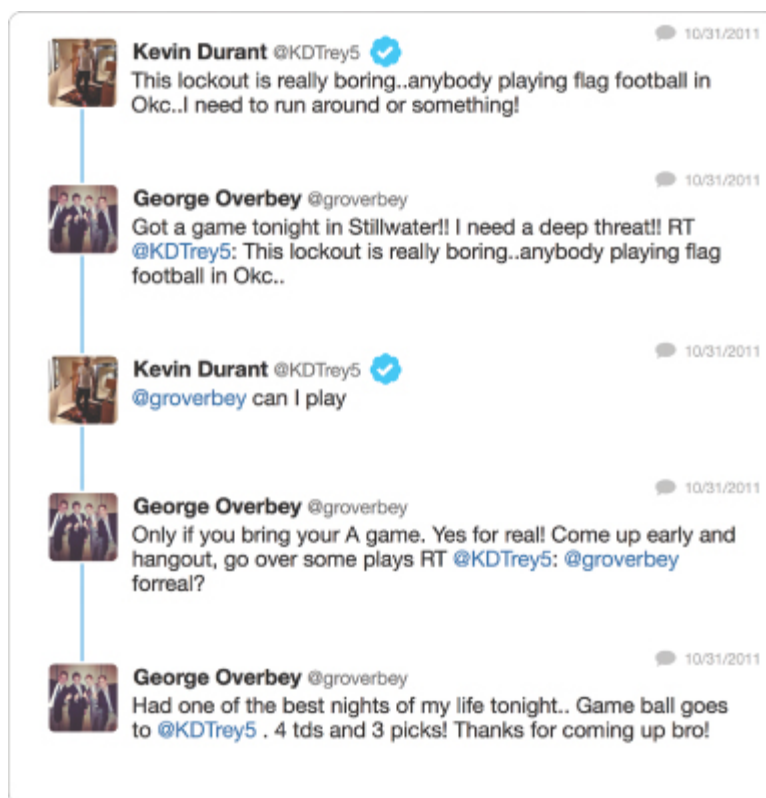 10/31/2011
Kevin Durant @KDTrey5
This lockout is really boring..anybody playing flag football in
Okc..I need to run around or something!
10/31/2011
George Overbey @groverbey
Got a game tonight in Stillwater!! I need a deep threat!! RT
@KDTrey5: This lockout is really boring..anybody playing flag
football in Okc..
10/31/2011
Kevin Durant @KDTrey5
@groverbey can I play
10/31/2011
George Overbey @groverbey
Only if you bring your A game. Yes for real! Come up early and
hangout, go over some plays RT @KDTrey5: @groverbey
forreal?
10/31/2011
George Overbey @groverbey
Had one of the best nights of my life tonight.. Game ball goes
to @KDTrey5 . 4 tds and 3 picks! Thanks for coming up bro!